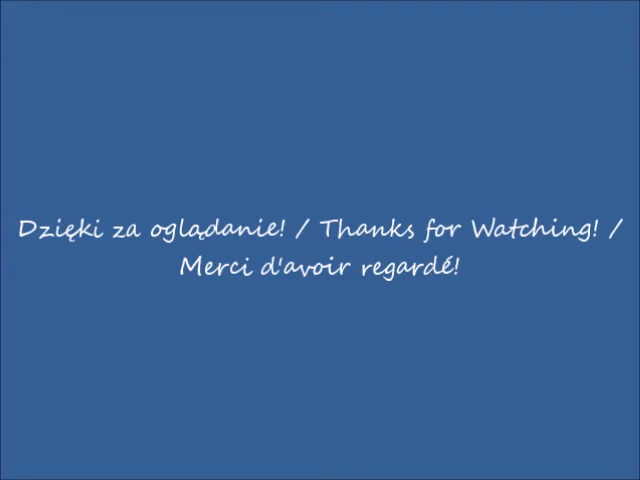 Dzięki za oglądanie! / Thanks for Watching! /
Merci d'avoir regardé!